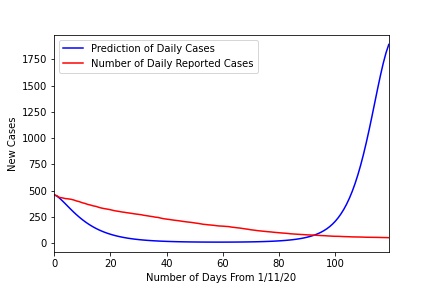 Prediction of Daily Cases
Number of Daily Reported Cases
1750
1500
1250
1000
750
500
250
0
New Cases
0 20 40 60 80 100
Number of Days From 1/11/20